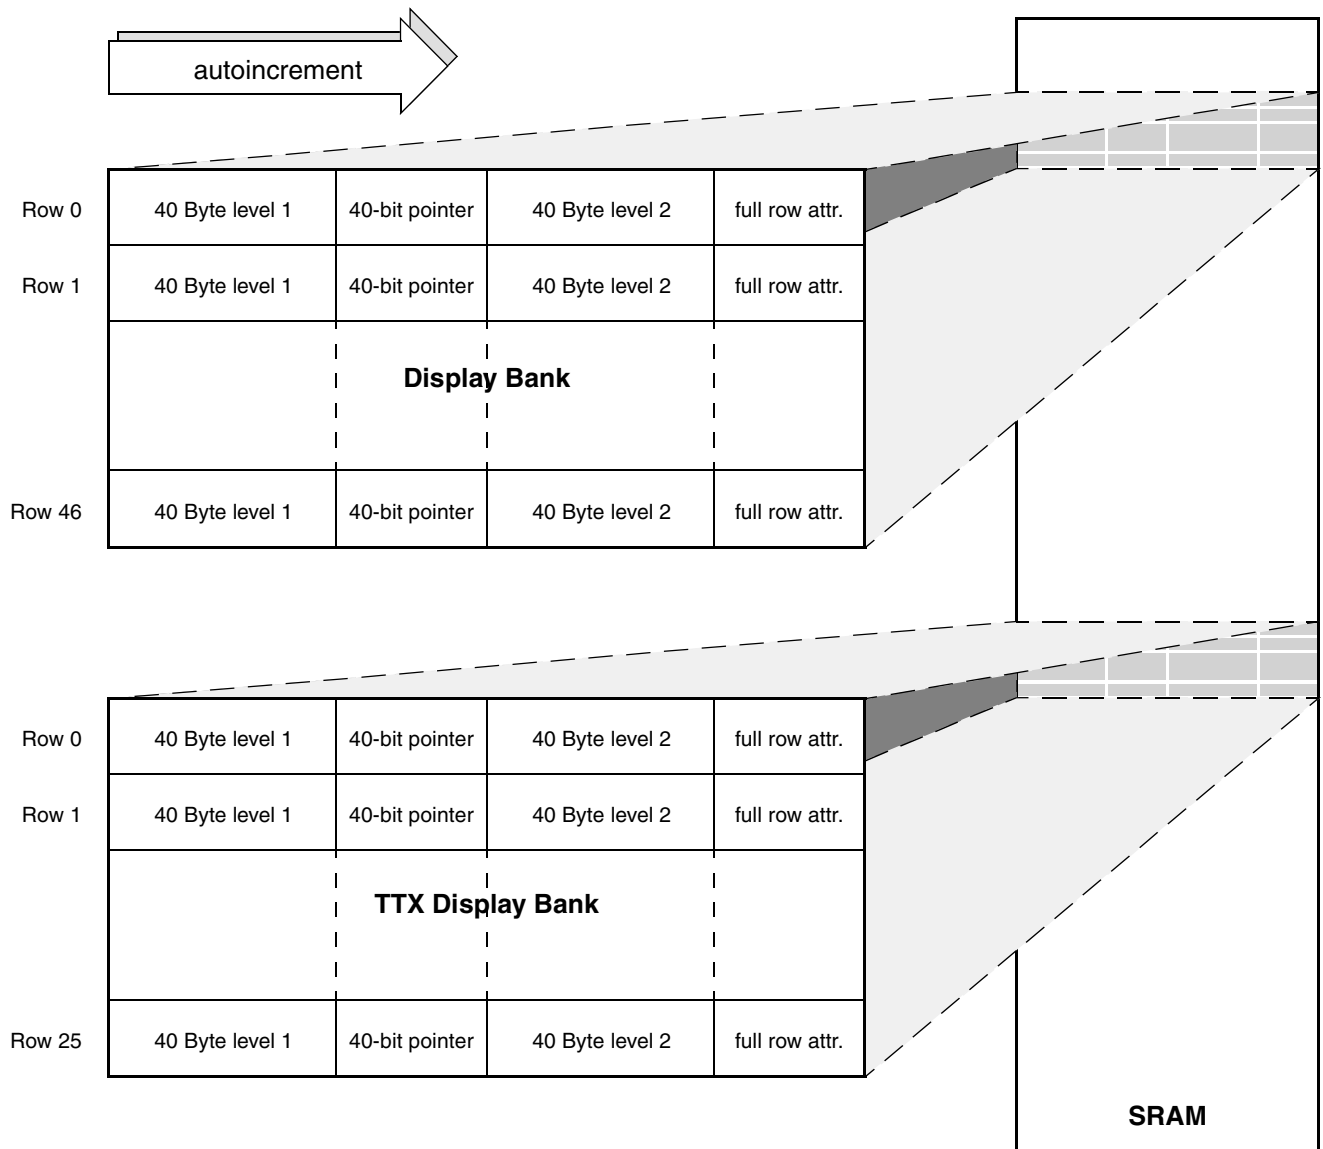 autoincrement
Row 0 40 Byte level 1 40-bit pointer 40 Byte level 2 full row attr.
Row 1 40 Byte level 1 40-bit pointer 40 Byte level 2 full row attr.
Display Bank
Row 46 40 Byte level 1 40-bit pointer 40 Byte level 2 full row attr.
Row 0 40 Byte level 1 40-bit pointer 40 Byte level 2 full row attr.
Row 1 40 Byte level 1 40-bit pointer 40 Byte level 2 full row attr.
TTX Display Bank
Row 25 40 Byte level 1 40-bit pointer 40 Byte level 2 full row attr.
SRAM